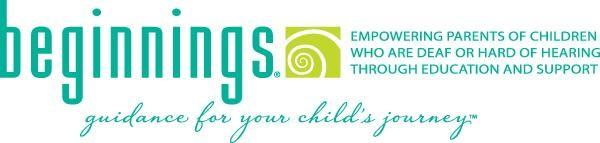 beginnings®
EMPOWERING PARENTS OF CHILDREN
WHO ARE DEAF OR HARD OF HEARING
THROUGH EDUCATION AND SUPPORT
guidance for your child's journey™